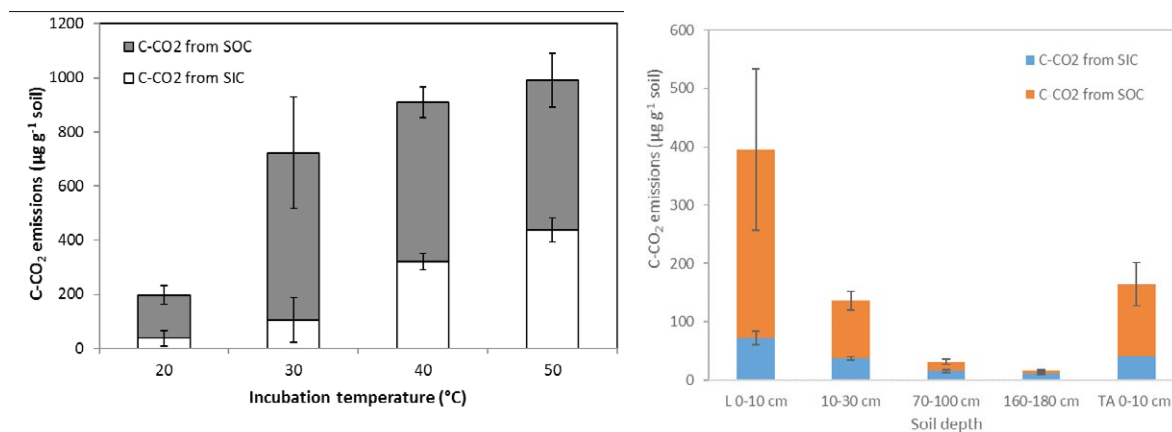 1200
1000
800
600
400
200
0
C-CO2 from SOC
C-CO2 from SIC
C-CO₂ emissions (µg g⁻¹ soil)
20 30 40 50
Incubation temperature (°C)
600
500
400
300
200
100
0
C-CO2 from SIC
C-CO2 from SOC
C-CO₂ emissions (µg g⁻¹ soil)
L 0-10 cm 10-30 cm 70-100 cm 160-180 cm TA 0-10 cm
Soil depth